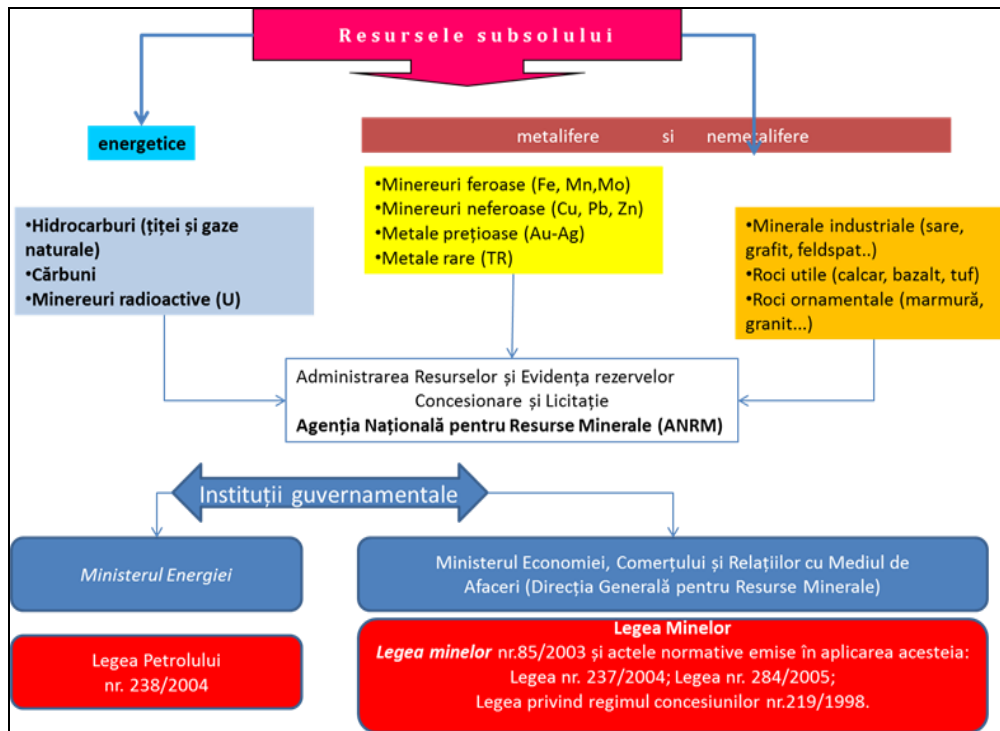 Resursele subsolului
energetice
metalifere si nemetalifere
•Hidrocarburi (țiței și gaze
naturale)
•Cărbuni
•Minereuri radioactive (U)
•Minereuri feroase (Fe, Mn,Mo)
•Minereuri neferoase (Cu, Pb, Zn)
•Metale prețioase (Au-Ag)
•Metale rare (TR)
•Minerale industriale (sare,
grafit, feldspat..)
•Roci utile (calcar, bazalt, tuf)
•Roci ornamentale (marmură,
granit...)
Administrarea Resurselor și Evidența rezervelor
Concesionare și Licitație
Agenția Națională pentru Resurse Minerale (ANRM)
Instituții guvernamentale
Ministerul Energiei
Ministerul Economiei, Comerțului și Relațiilor cu Mediul de
Afaceri (Direcția Generală pentru Resurse Minerale)
Legea Petrolului
nr. 238/2004
Legea Minelor
Legea minelor nr.85/2003 și actele normative emise în aplicarea acesteia:
Legea nr. 237/2004; Legea nr. 284/2005;
Legea privind regimul concesiunilor nr.219/1998.